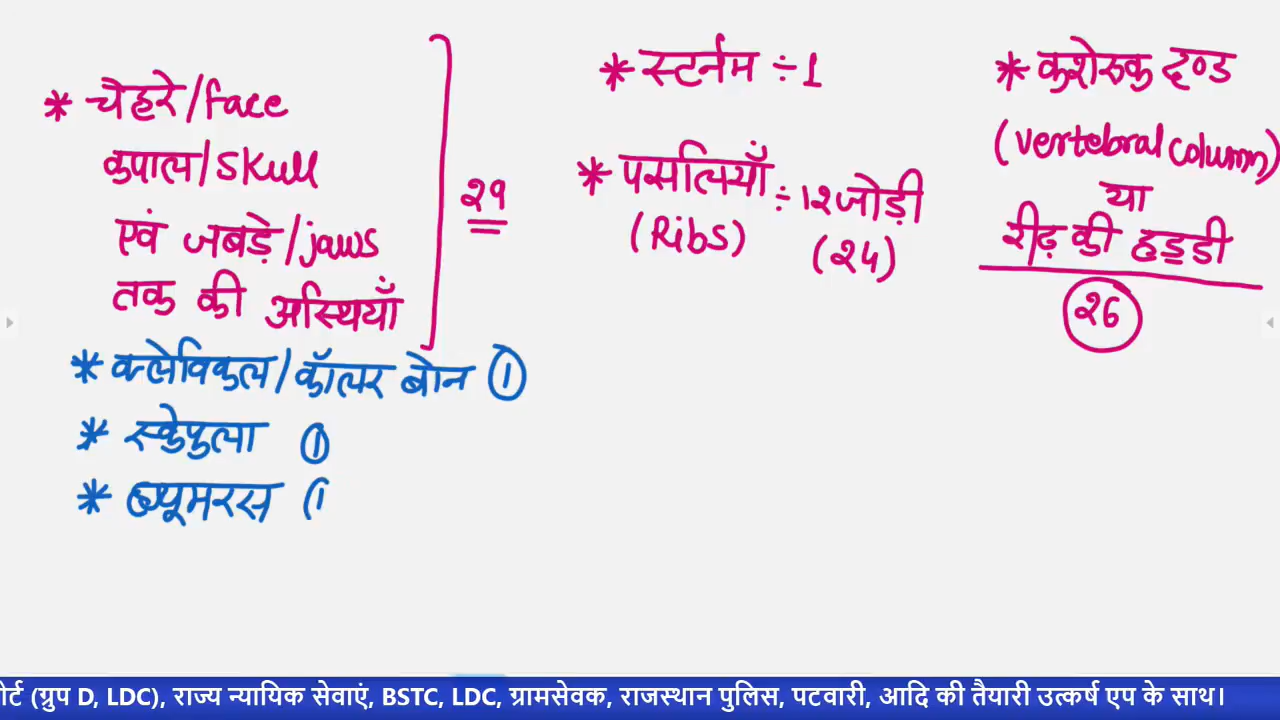 * चेहरे/face
कपाल/skull
एवं जबड़े/jaws
तक की अस्थियाँ
29
* क्लेविकुल/कॉलर बोन 1
* स्केपुला 1
* ह्यूमरस (1
* स्टर्नम ÷ 1
* पसलियाँ ÷ 12 जोड़ी
(Ribs) (24)
* कशेरुक दण्ड
(vertebral column)
या
रीढ़ की हड्डी
26
ोर्ट (ग्रुप D, LDC), राज्य न्यायिक सेवाएं, BSTC, LDC, ग्रामसेवक, राजस्थान पुलिस, पटवारी, आदि की तैयारी उत्कर्ष एप के साथ।